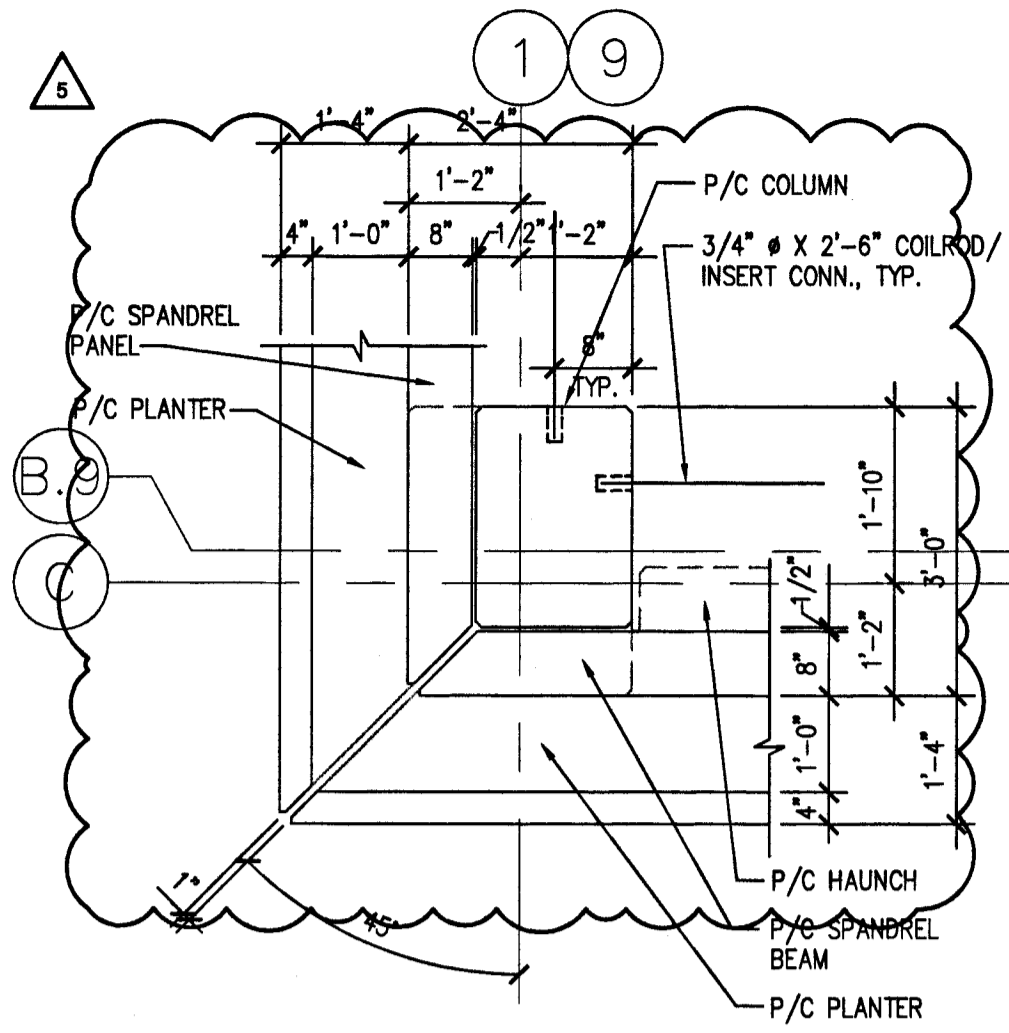 1 9
5
1'-4" 2'-4"
1'-2"
P/C COLUMN
4" 1'-0" 8" 1/2" 1'-2"
3/4" ø X 2'-6" COILROD/
INSERT CONN., TYP.
P/C SPANDREL
PANEL
8"
TYP.
P/C PLANTER
B.9
1'-10"
3'-0"
C
1/2"
1'-2"
8"
1'-0"
1'-4"
4"
P/C HAUNCH
1"
45°
P/C SPANDREL
BEAM
P/C PLANTER